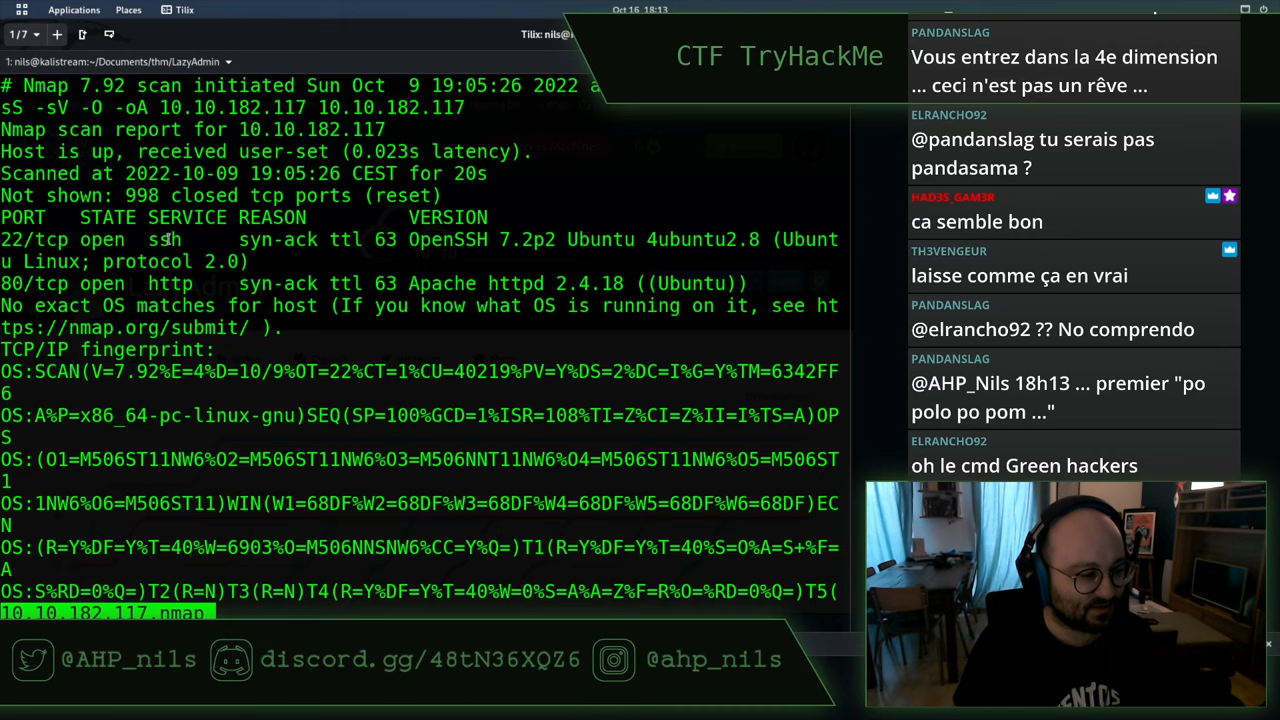 Applications Places Tilix
Oct 16 18:13
1/7
Tilix: nils@
1: nils@kalistream:~/Documents/thm/LazyAdmin
CTF TryHackMe
# Nmap 7.92 scan initiated Sun Oct  9 19:05:26 2022 a
sS -sV -O -oA 10.10.182.117 10.10.182.117
Nmap scan report for 10.10.182.117
Host is up, received user-set (0.023s latency).
Scanned at 2022-10-09 19:05:26 CEST for 20s
Not shown: 998 closed tcp ports (reset)
PORT   STATE SERVICE REASON         VERSION
22/tcp open  ssh     syn-ack ttl 63 OpenSSH 7.2p2 Ubuntu 4ubuntu2.8 (Ubunt
u Linux; protocol 2.0)
80/tcp open  http    syn-ack ttl 63 Apache httpd 2.4.18 ((Ubuntu))
No exact OS matches for host (If you know what OS is running on it, see ht
tps://nmap.org/submit/ ).
TCP/IP fingerprint:
OS:SCAN(V=7.92%E=4%D=10/9%OT=22%CT=1%CU=40219%PV=Y%DS=2%DC=I%G=Y%TM=6342FF
6
OS:A%P=x86_64-pc-linux-gnu)SEQ(SP=100%GCD=1%ISR=108%TI=Z%CI=Z%II=I%TS=A)OP
S
OS:(O1=M506ST11NW6%O2=M506ST11NW6%O3=M506NNT11NW6%O4=M506ST11NW6%O5=M506ST
1
OS:1NW6%O6=M506ST11)WIN(W1=68DF%W2=68DF%W3=68DF%W4=68DF%W5=68DF%W6=68DF)EC
N
OS:(R=Y%DF=Y%T=40%W=6903%O=M506NNSNW6%CC=Y%Q=)T1(R=Y%DF=Y%T=40%S=O%A=S+%F=
A
OS:S%RD=0%Q=)T2(R=N)T3(R=N)T4(R=Y%DF=Y%T=40%W=0%S=A%A=Z%F=R%O=%RD=0%Q=)T5(
10.10.182.117.nmap
PANDANSLAG
Vous entrez dans la 4e dimension
... ceci n'est pas un rêve ...
ELRANCHO92
@pandanslag tu serais pas
pandasama ?
HAD3S_GAM3R
ca semble bon
TH3VENGEUR
laisse comme ça en vrai
PANDANSLAG
@elrancho92 ?? No comprendo
PANDANSLAG
@AHP_Nils 18h13 ... premier "po
polo po pom ..."
ELRANCHO92
oh le cmd Green hackers
@AHP_nils discord.gg/48tN36XQZ6 @ahp_nils